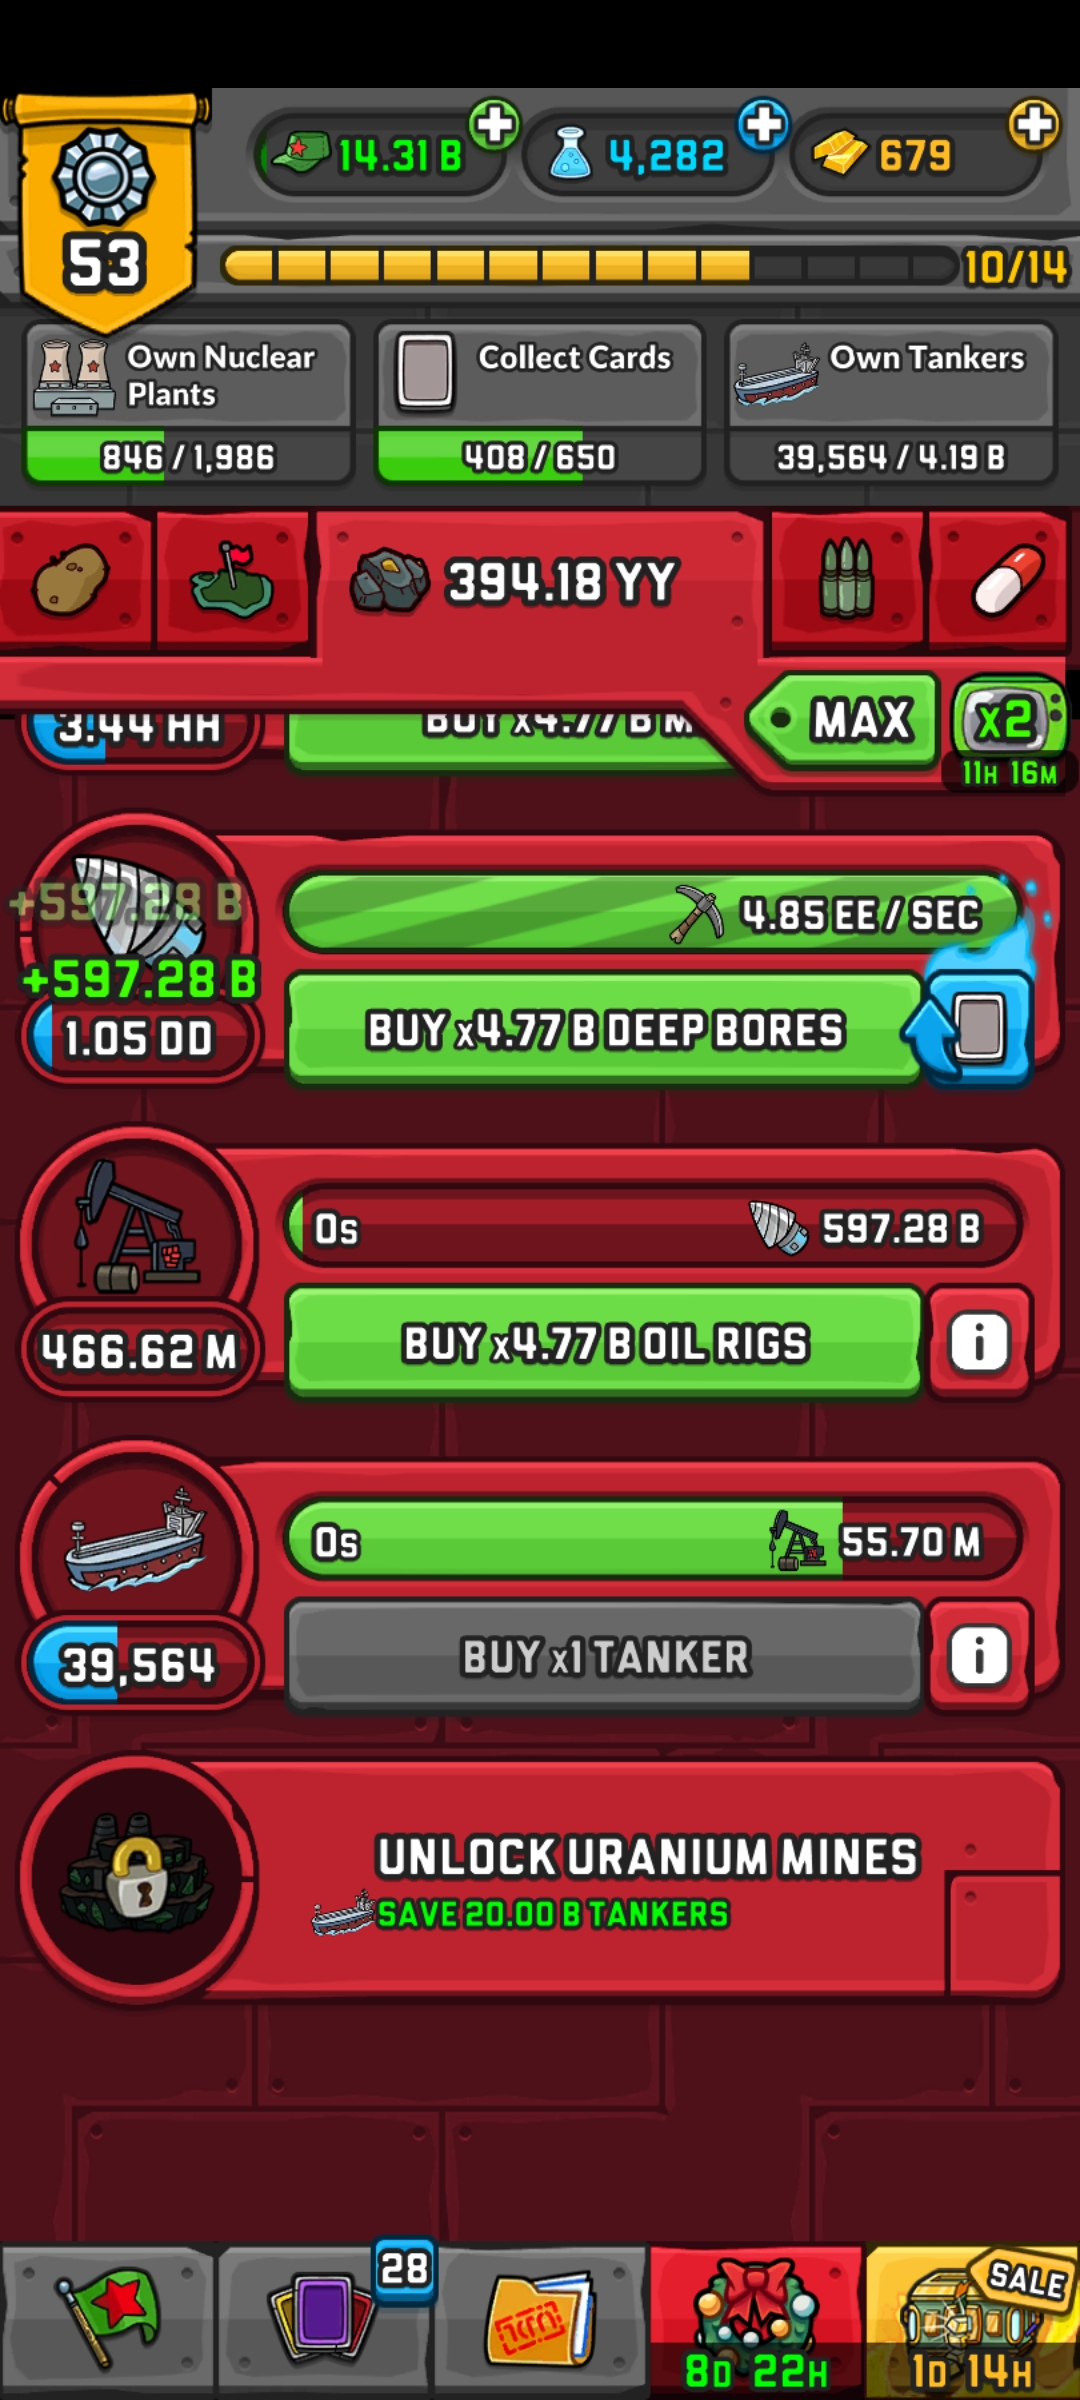 14.31 B
4,282
679
53
10/14
Own Nuclear
Plants
846 / 1,986
Collect Cards
408 / 650
Own Tankers
39,564 / 4.19 B
394.18 YY
MAX
x2
11H 16M
3.44 HH
BUY x4.77 B M
+597.28 B
+597.28 B
1.05 DD
4.85 EE / SEC
BUY x4.77 B DEEP BORES
466.62 M
0s
597.28 B
BUY x4.77 B OIL RIGS
i
39,564
0s
55.70 M
BUY x1 TANKER
i
UNLOCK URANIUM MINES
SAVE 20.00 B TANKERS
28
8D 22H
SALE
1D 14H